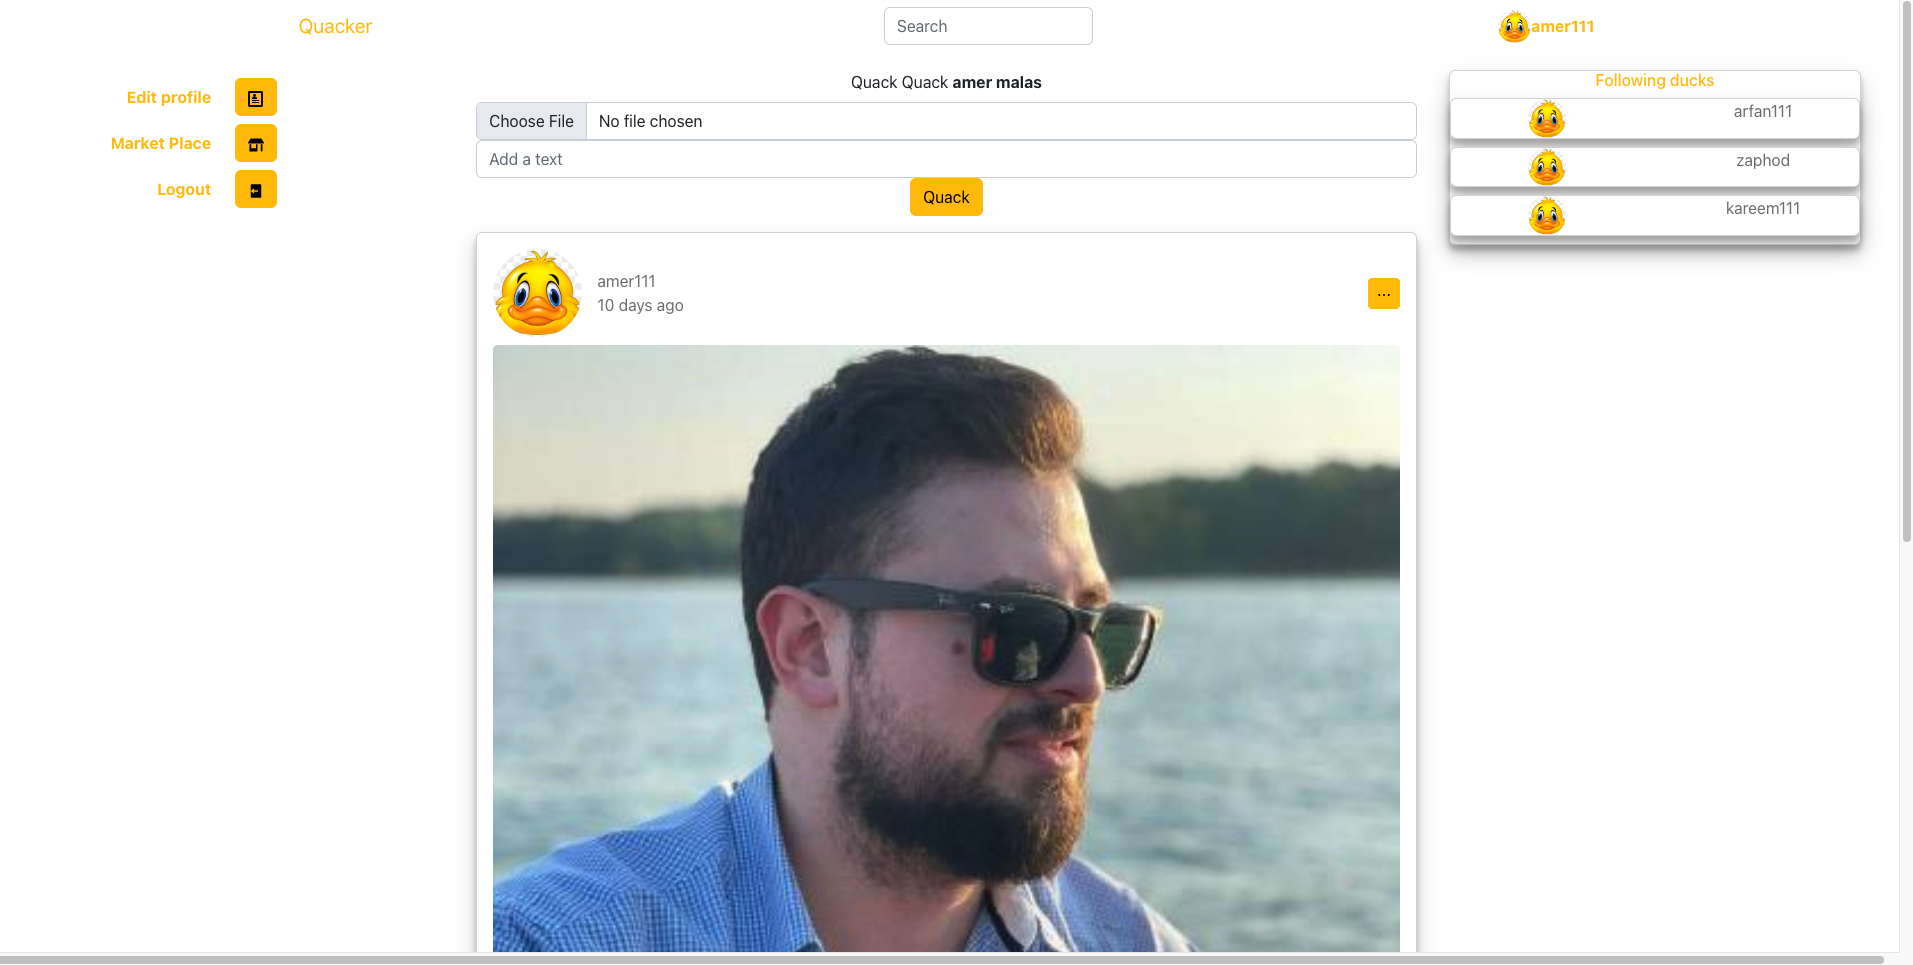 Quacker
Search
amer111
Edit profile
Market Place
Logout
Quack Quack amer malas
Choose File No file chosen
Add a text
Quack
amer111
10 days ago
...
Following ducks
arfan111
zaphod
kareem111